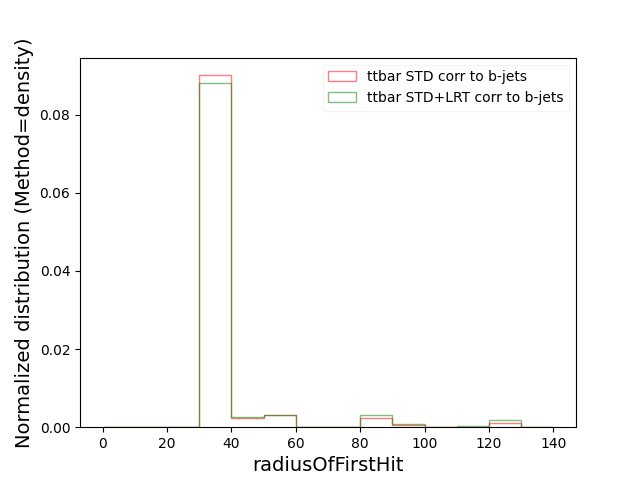 ttbar STD corr to b-jets
ttbar STD+LRT corr to b-jets
Normalized distribution (Method=density)
0.08
0.06
0.04
0.02
0.00
0 20 40 60 80 100 120 140
radiusOfFirstHit